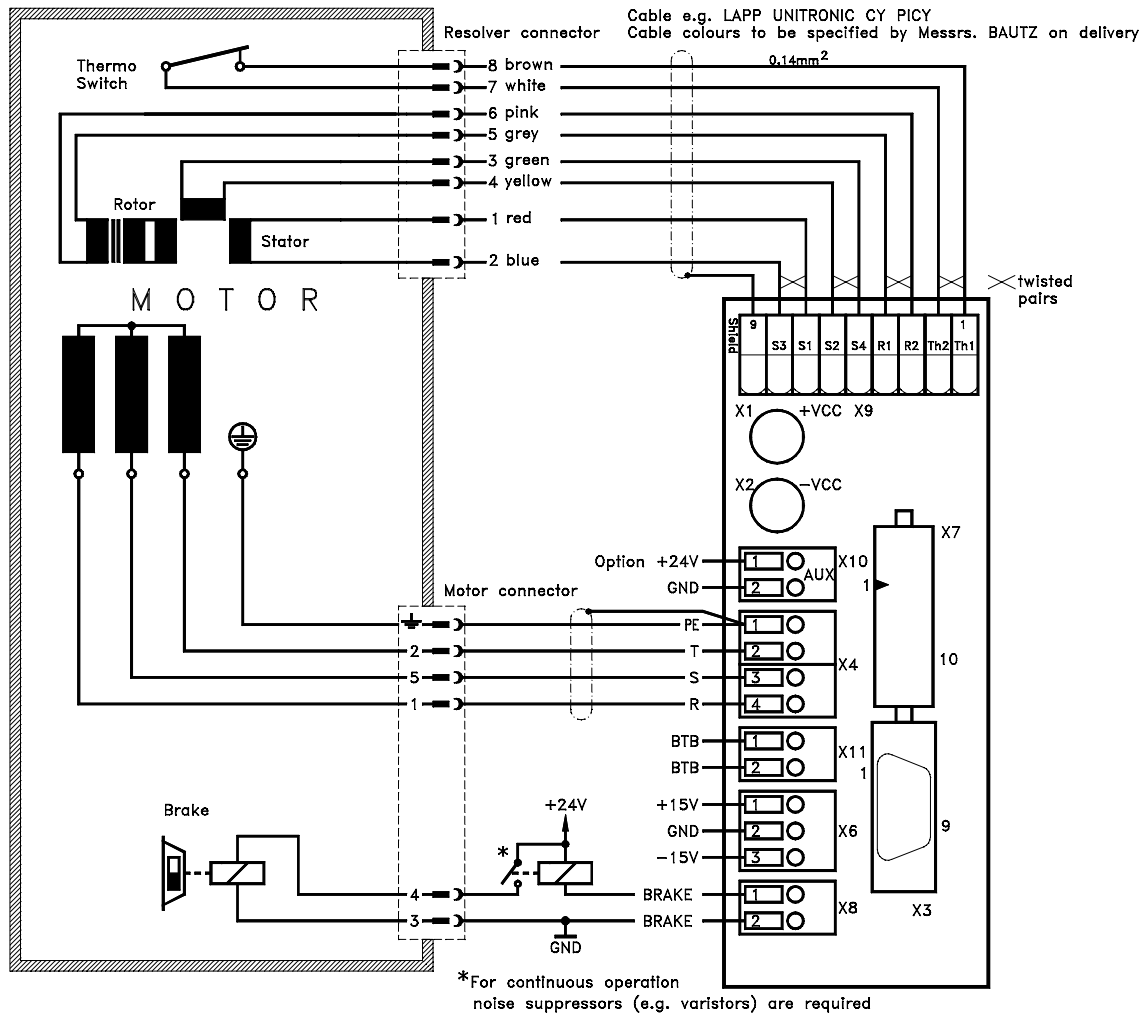 Cable e.g. LAPP UNITRONIC CY PICY
Resolver connector
Cable colours to be specified by Messrs. BAUTZ on delivery
0.14mm²
Thermo
Switch
8 brown
7 white
6 pink
5 grey
3 green
4 yellow
1 red
2 blue
Rotor
Stator
MOTOR
twisted
pairs
Shield
9
S3
S1
S2
S4
R1
R2
Th2
1
Th1
X1
+VCC
X9
X2
-VCC
X7
Option +24V
1
X10
GND
2
AUX
1
10
Motor connector
PE
1
2
T
2
X4
5
S
3
1
R
4
BTB
1
X11
BTB
2
1
+15V
1
GND
2
X6
-15V
3
9
Brake
+24V
*
4
BRAKE
1
X8
3
BRAKE
2
X3
GND
*For continuous operation
noise suppressors (e.g. varistors) are required